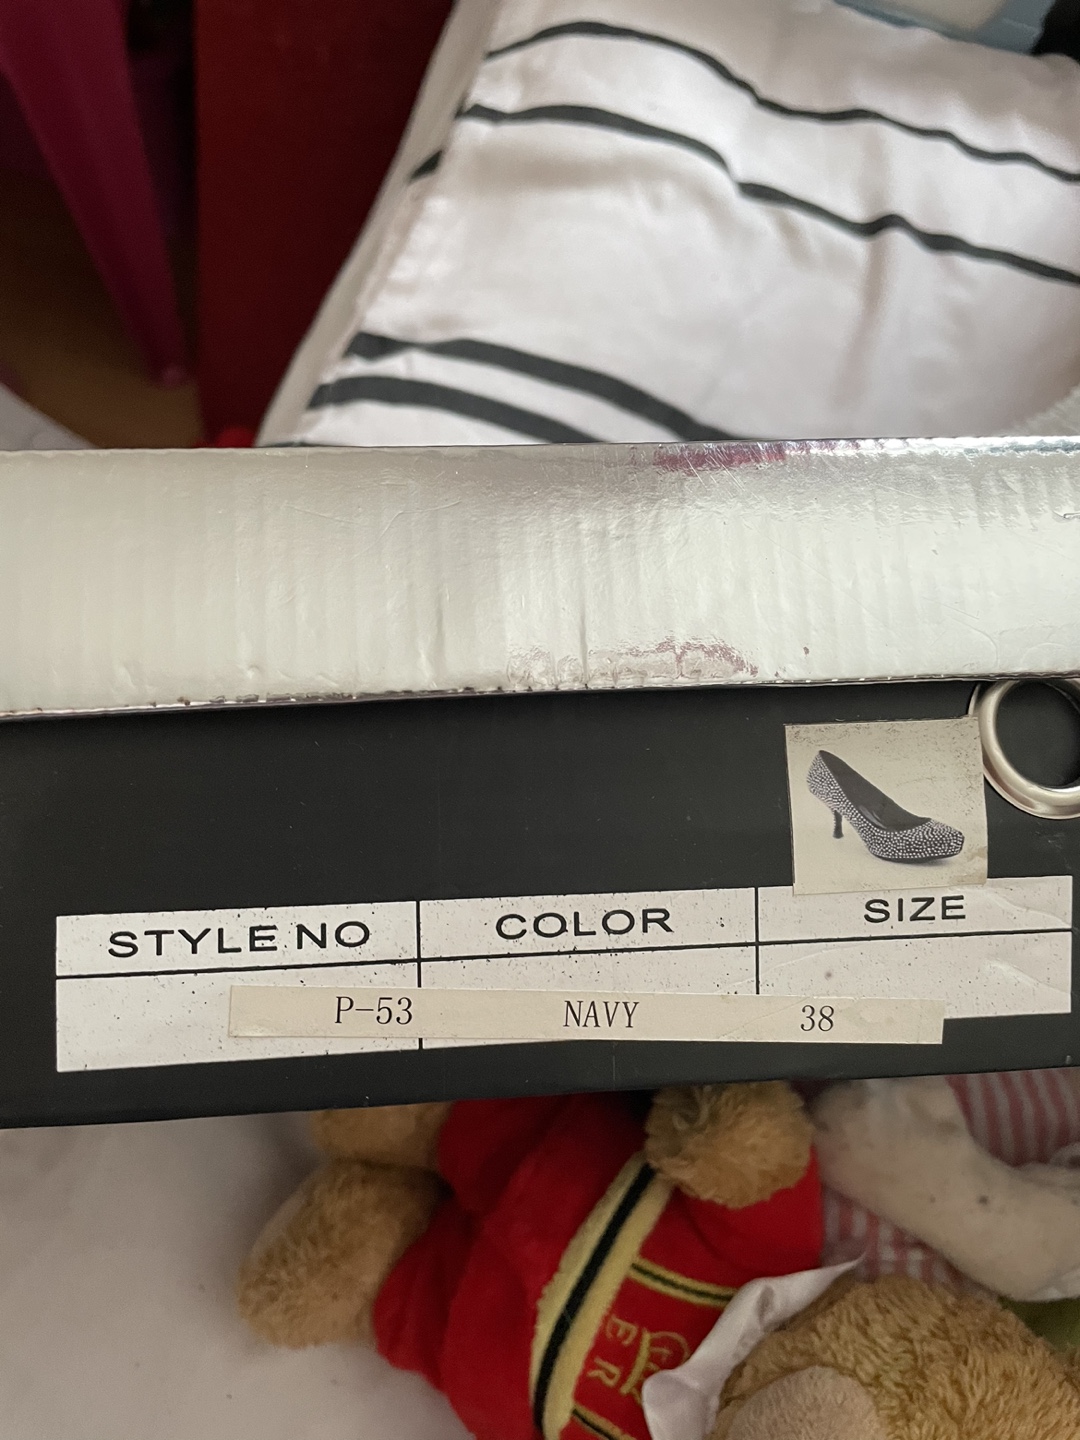 STYLE NO COLOR SIZE
P-53 NAVY 38
E R